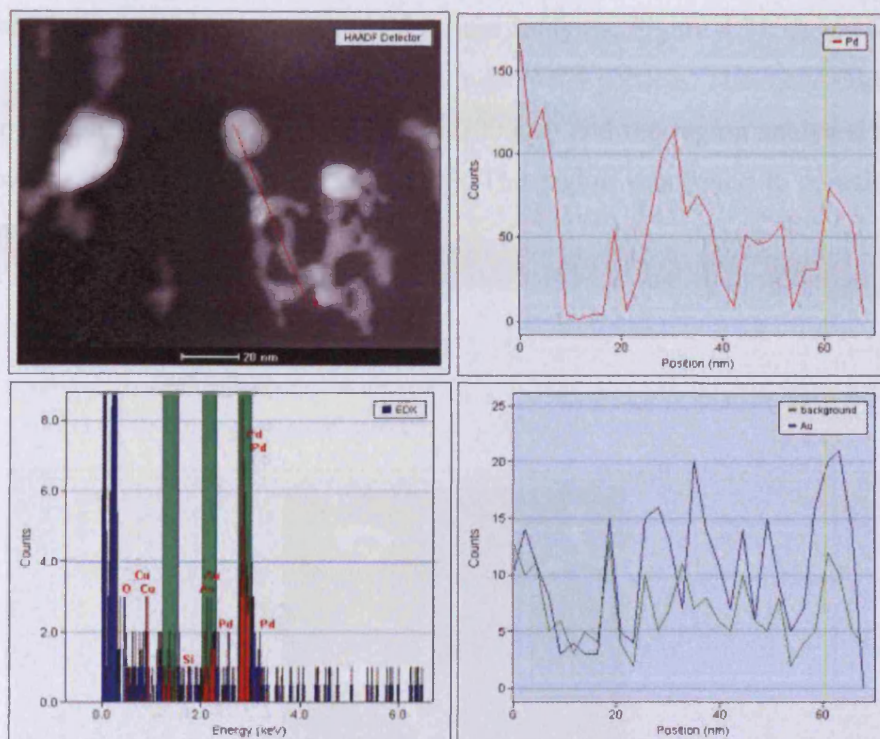 HAADF Detector
20 nm
Pd
150
100
50
0
Counts
0 20 40 60
Position (nm)
EDX
8.0
6.0
4.0
2.0
0.0
Counts
Pd
Pd
Cu
Au
O Cu
Pd Pd
Si
0.0 2.0 4.0 6.0
Energy (keV)
background
Au
25
20
15
10
5
0
Counts
0 20 40 60
Position (nm)